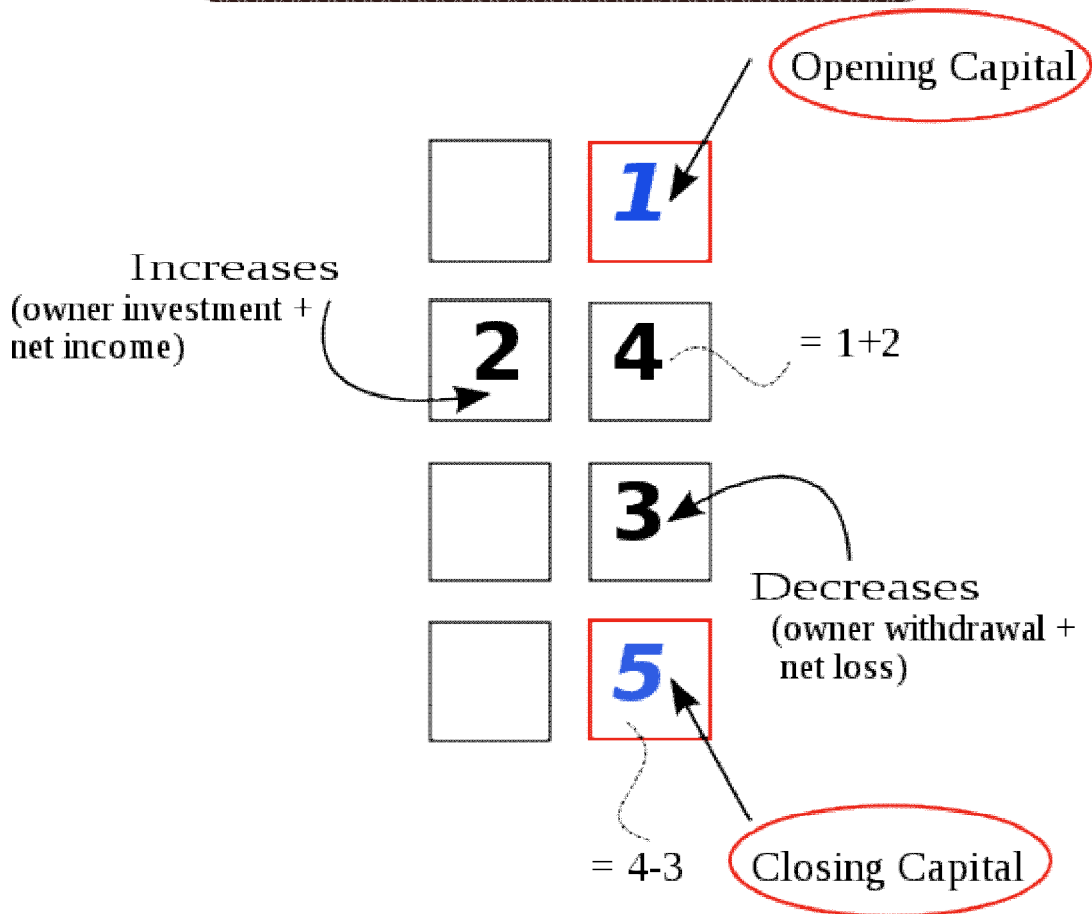 Opening Capital
1
Increases
(owner investment +
net income)
2
4
= 1+2
3
Decreases
(owner withdrawal +
net loss)
5
= 4-3
Closing Capital